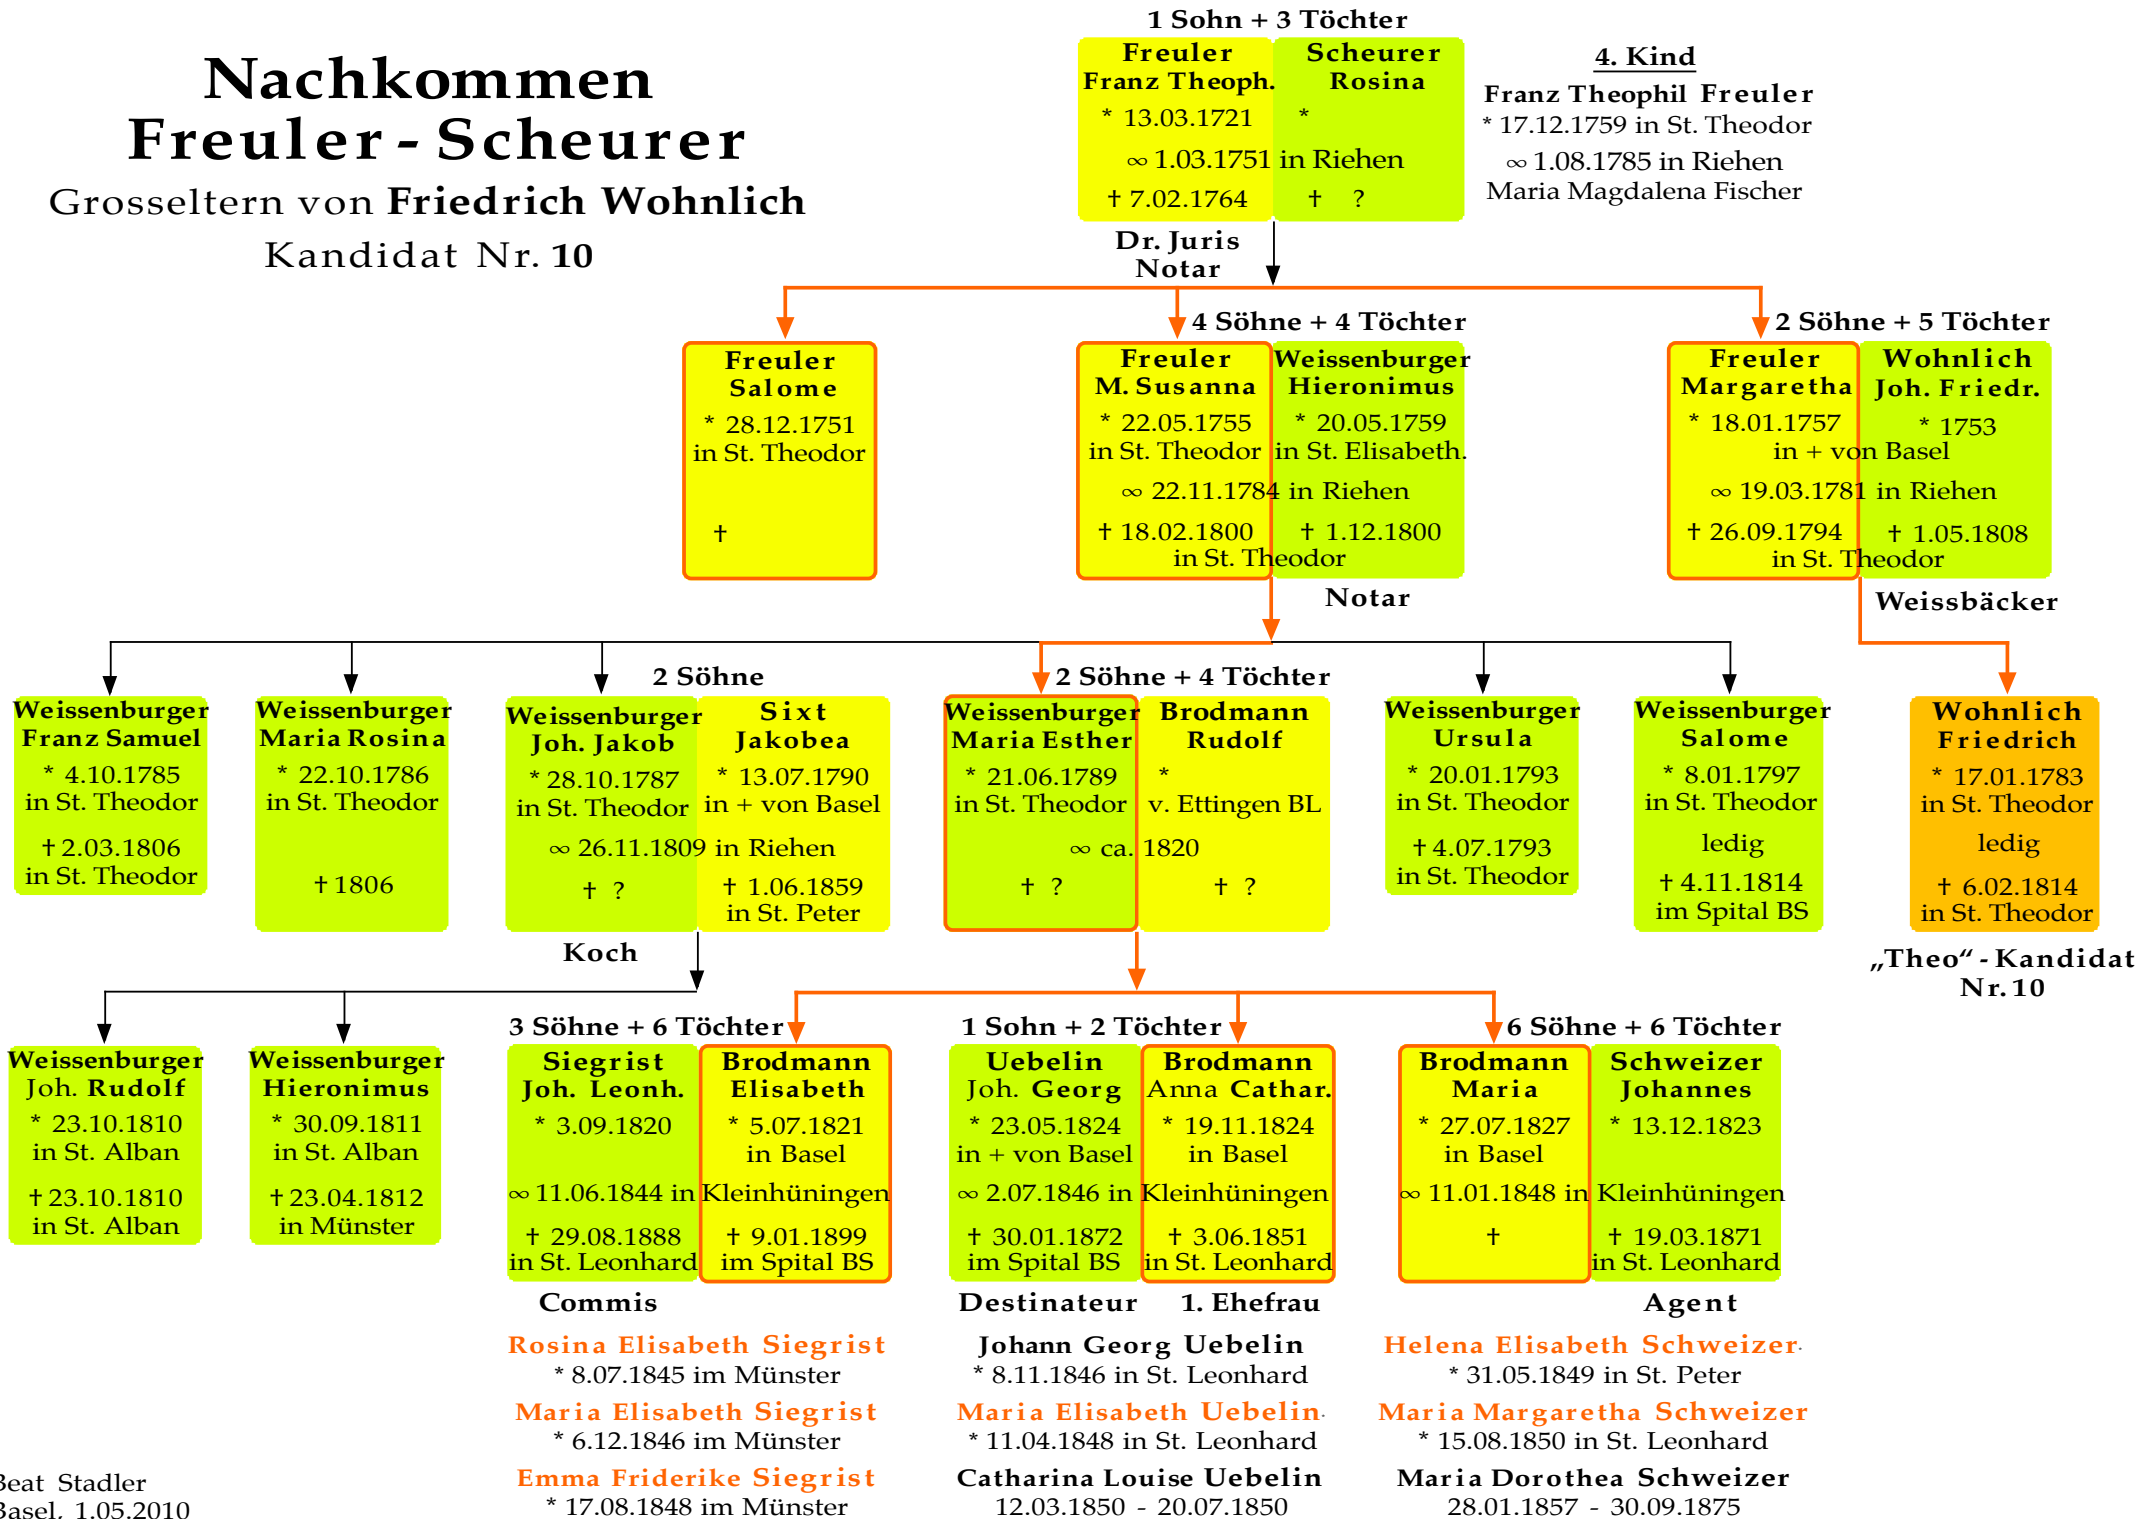 Nachkommen
Freuler - Scheurer
Grosseltern von Friedrich Wohnlich
Kandidat Nr. 10
1 Sohn + 3 Töchter
Freuler
Franz Theoph.
* 13.03.1721
Scheurer
Rosina
*
∞ 1.03.1751 in Riehen
† 7.02.1764
† ?
Dr. Juris
Notar
4. Kind
Franz Theophil Freuler
* 17.12.1759 in St. Theodor
∞ 1.08.1785 in Riehen
Maria Magdalena Fischer
Freuler
Salome
* 28.12.1751
in St. Theodor
†
4 Söhne + 4 Töchter
Freuler
M. Susanna
* 22.05.1755
in St. Theodor
Weissenburger
Hieronimus
* 20.05.1759
in St. Elisabeth.
∞ 22.11.1784 in Riehen
† 18.02.1800
† 1.12.1800
in St. Theodor
Notar
2 Söhne + 5 Töchter
Freuler
Margaretha
* 18.01.1757
Wohnlich
Joh. Friedr.
* 1753
in + von Basel
∞ 19.03.1781 in Riehen
† 26.09.1794
† 1.05.1808
in St. Theodor
Weissbäcker
Weissenburger
Franz Samuel
* 4.10.1785
in St. Theodor
† 2.03.1806
in St. Theodor
Weissenburger
Maria Rosina
* 22.10.1786
in St. Theodor
† 1806
2 Söhne
Weissenburger
Joh. Jakob
* 28.10.1787
in St. Theodor
Sixt
Jakobea
* 13.07.1790
in + von Basel
∞ 26.11.1809 in Riehen
† ?
† 1.06.1859
in St. Peter
Koch
2 Söhne + 4 Töchter
Weissenburger
Maria Esther
* 21.06.1789
in St. Theodor
Brodmann
Rudolf
*
v. Ettingen BL
∞ ca. 1820
† ?
† ?
Weissenburger
Ursula
* 20.01.1793
in St. Theodor
† 4.07.1793
in St. Theodor
Weissenburger
Salome
* 8.01.1797
in St. Theodor
ledig
† 4.11.1814
im Spital BS
Wohnlich
Friedrich
* 17.01.1783
in St. Theodor
ledig
† 6.02.1814
in St. Theodor
„Theo“ - Kandidat
Nr. 10
Weissenburger
Joh. Rudolf
* 23.10.1810
in St. Alban
† 23.10.1810
in St. Alban
Weissenburger
Hieronimus
* 30.09.1811
in St. Alban
† 23.04.1812
in Münster
3 Söhne + 6 Töchter
Siegrist
Joh. Leonh.
* 3.09.1820
Brodmann
Elisabeth
* 5.07.1821
in Basel
∞ 11.06.1844 in Kleinhüningen
† 29.08.1888
in St. Leonhard
† 9.01.1899
im Spital BS
Commis
Rosina Elisabeth Siegrist
* 8.07.1845 im Münster
Maria Elisabeth Siegrist
* 6.12.1846 im Münster
Emma Friderike Siegrist
* 17.08.1848 im Münster
1 Sohn + 2 Töchter
Uebelin
Joh. Georg
* 23.05.1824
in + von Basel
Brodmann
Anna Cathar.
* 19.11.1824
in Basel
∞ 2.07.1846 in Kleinhüningen
† 30.01.1872
im Spital BS
† 3.06.1851
in St. Leonhard
Destinateur
1. Ehefrau
Johann Georg Uebelin
* 8.11.1846 in St. Leonhard
Maria Elisabeth Uebelin.
* 11.04.1848 in St. Leonhard
Catharina Louise Uebelin
12.03.1850 - 20.07.1850
6 Söhne + 6 Töchter
Brodmann
Maria
* 27.07.1827
in Basel
Schweizer
Johannes
* 13.12.1823
∞ 11.01.1848 in Kleinhüningen
†
† 19.03.1871
in St. Leonhard
Agent
Helena Elisabeth Schweizer.
* 31.05.1849 in St. Peter
Maria Margaretha Schweizer
* 15.08.1850 in St. Leonhard
Maria Dorothea Schweizer
28.01.1857 - 30.09.1875
Beat Stadler
Basel, 1.05.2010